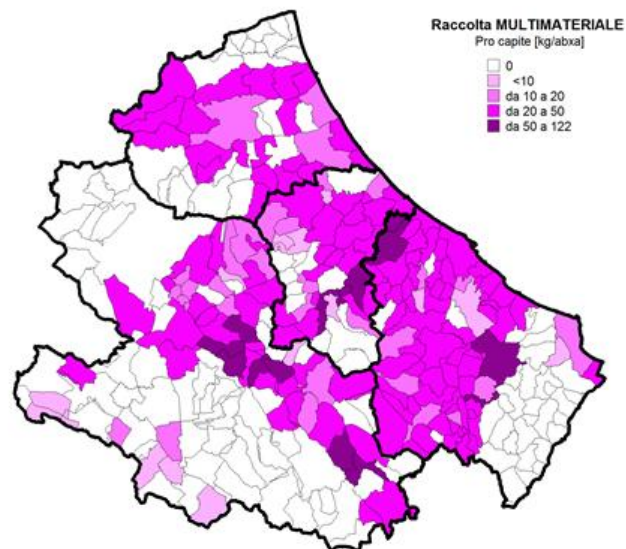 Raccolta MULTIMATERIALE
Pro capite [kg/abxa]
0
<10
da 10 a 20
da 20 a 50
da 50 a 122